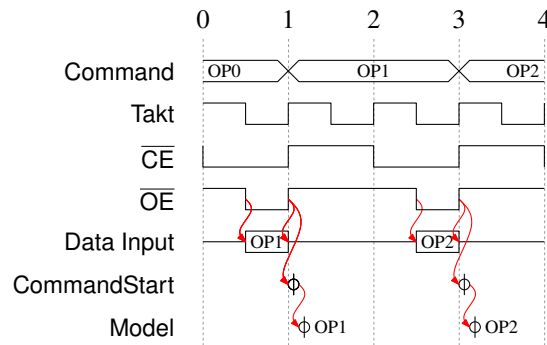 0 1 2 3 4
Command OP0 OP1 OP2
Takt
CE
OE
Data Input OP1 OP2
CommandStart
Model OP1 OP2